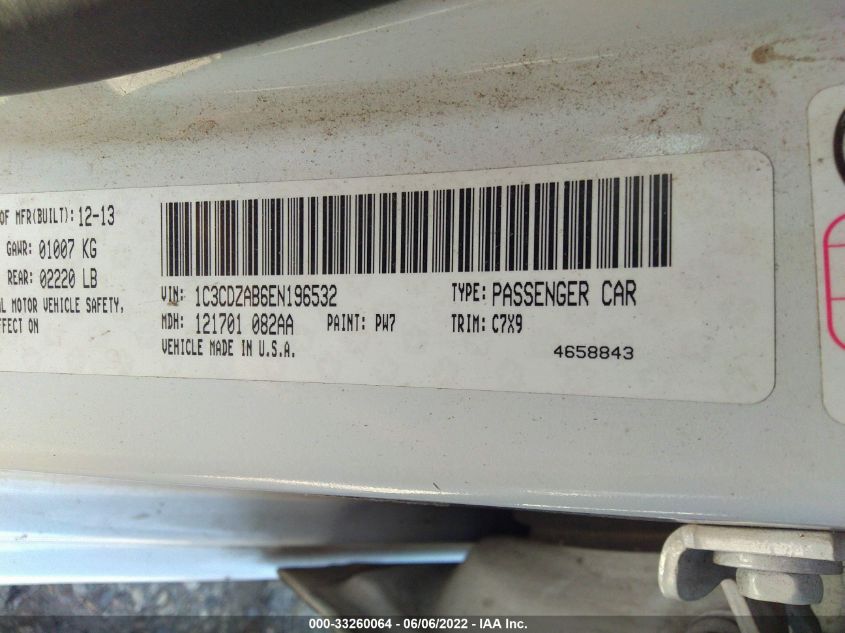 OF MFR(BUILT): 12-13
GAWR: 01007 KG
REAR: 02220 LB
MOTOR VEHICLE SAFETY,
ON
VIN: 1C3CDZAB6EN196532 TYPE: PASSENGER CAR
MDH: 121701 082AA PAINT: PW7 TRIM: C7X9
VEHICLE MADE IN U.S.A. 4658843
000-33260064 - 06/06/2022 - IAA Inc.